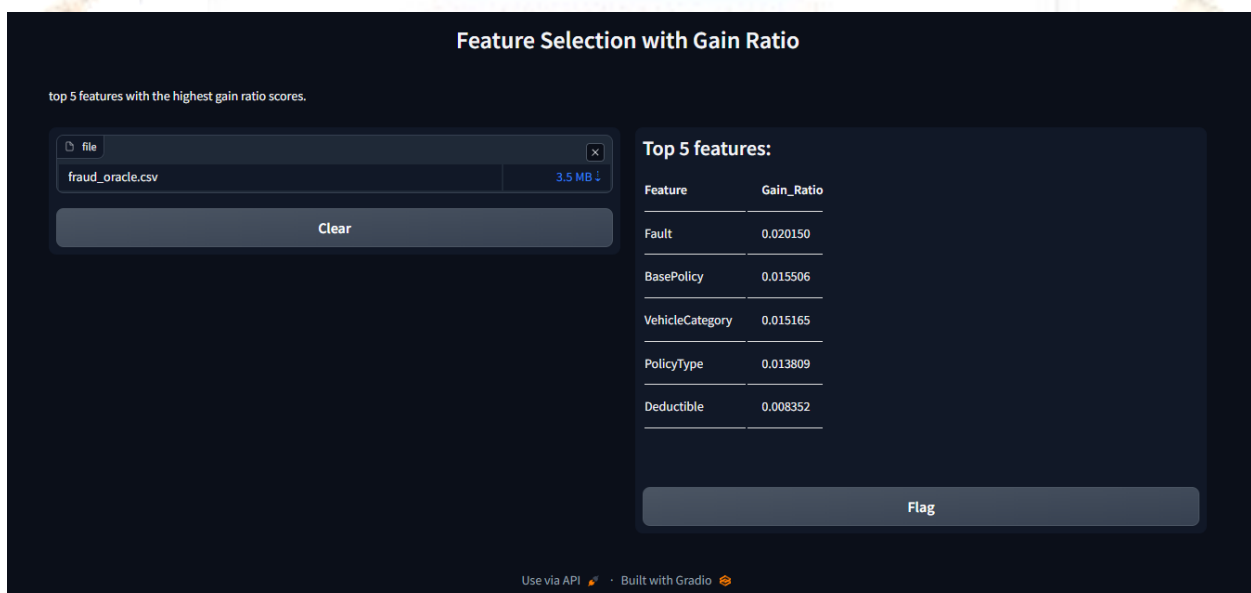 Feature Selection with Gain Ratio
top 5 features with the highest gain ratio scores.
file
fraud_oracle.csv 3.5 MB ↓
Clear
Top 5 features:
Feature Gain_Ratio
Fault 0.020150
BasePolicy 0.015506
VehicleCategory 0.015165
PolicyType 0.013809
Deductible 0.008352
Flag
Use via API · Built with Gradio